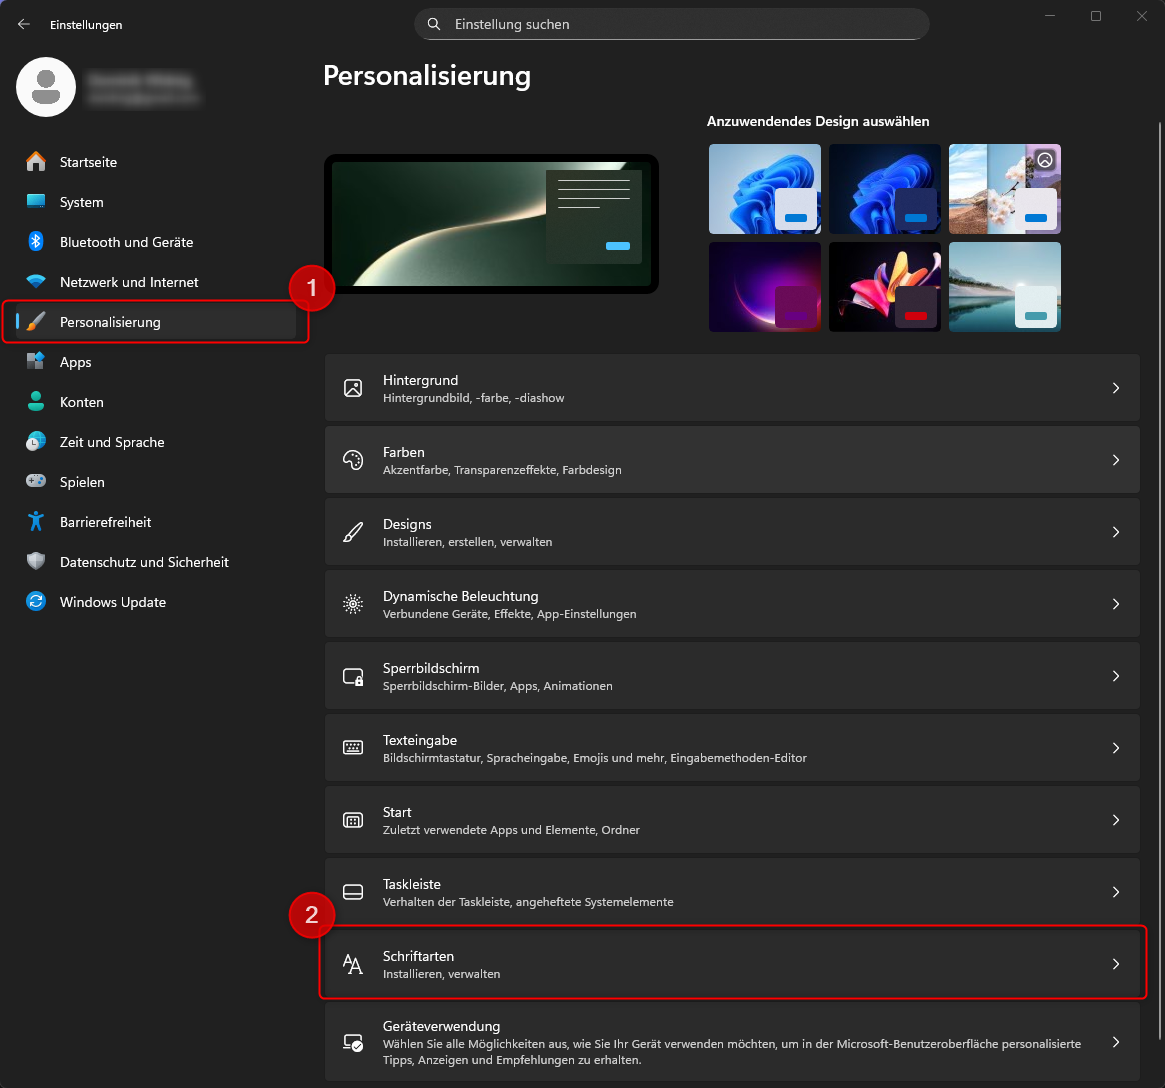 Einstellungen
Einstellung suchen
Personalisierung
Anzuwendendes Design auswählen
Startseite
System
Bluetooth und Geräte
Netzwerk und Internet
1
Personalisierung
Apps
Konten
Zeit und Sprache
Spielen
Barrierefreiheit
Datenschutz und Sicherheit
Windows Update
Hintergrund
Hintergrundbild, -farbe, -diashow
Farben
Akzentfarbe, Transparenzeffekte, Farbdesign
Designs
Installieren, erstellen, verwalten
Dynamische Beleuchtung
Verbundene Geräte, Effekte, App-Einstellungen
Sperrbildschirm
Sperrbildschirm-Bilder, Apps, Animationen
Texteingabe
Bildschirmtastatur, Spracheingabe, Emojis und mehr, Eingabemethoden-Editor
Start
Zuletzt verwendete Apps und Elemente, Ordner
Taskleiste
Verhalten der Taskleiste, angeheftete Systemelemente
2
Schriftarten
Installieren, verwalten
Geräteverwendung
Wählen Sie alle Möglichkeiten aus, wie Sie Ihr Gerät verwenden möchten, um in der Microsoft-Benutzeroberfläche personalisierte
Tipps, Anzeigen und Empfehlungen zu erhalten.